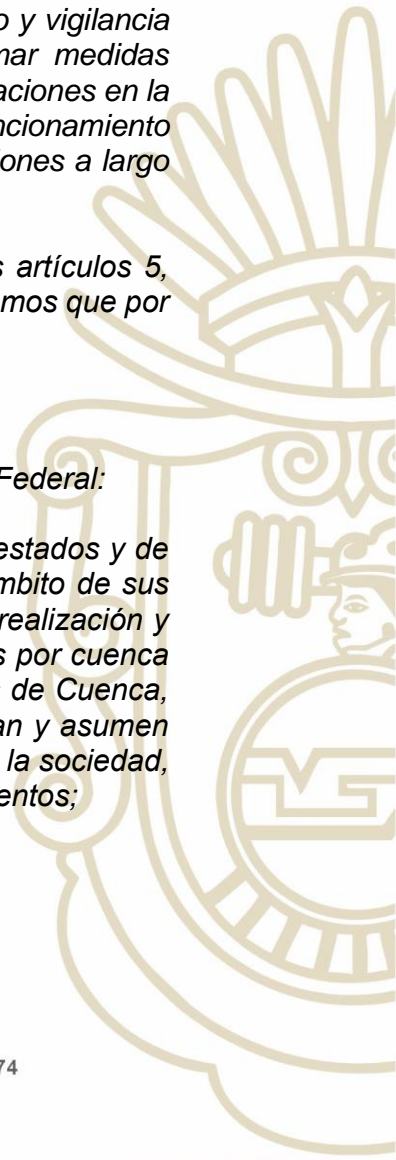 o y vigilancia
nar medidas
aciones en la
ncionamiento
iones a largo
s artículos 5,
mos que por
Federal:
estados y de
mbito de sus
realización y
s por cuenca
s de Cuenca,
an y asumen
la sociedad,
entos;
74